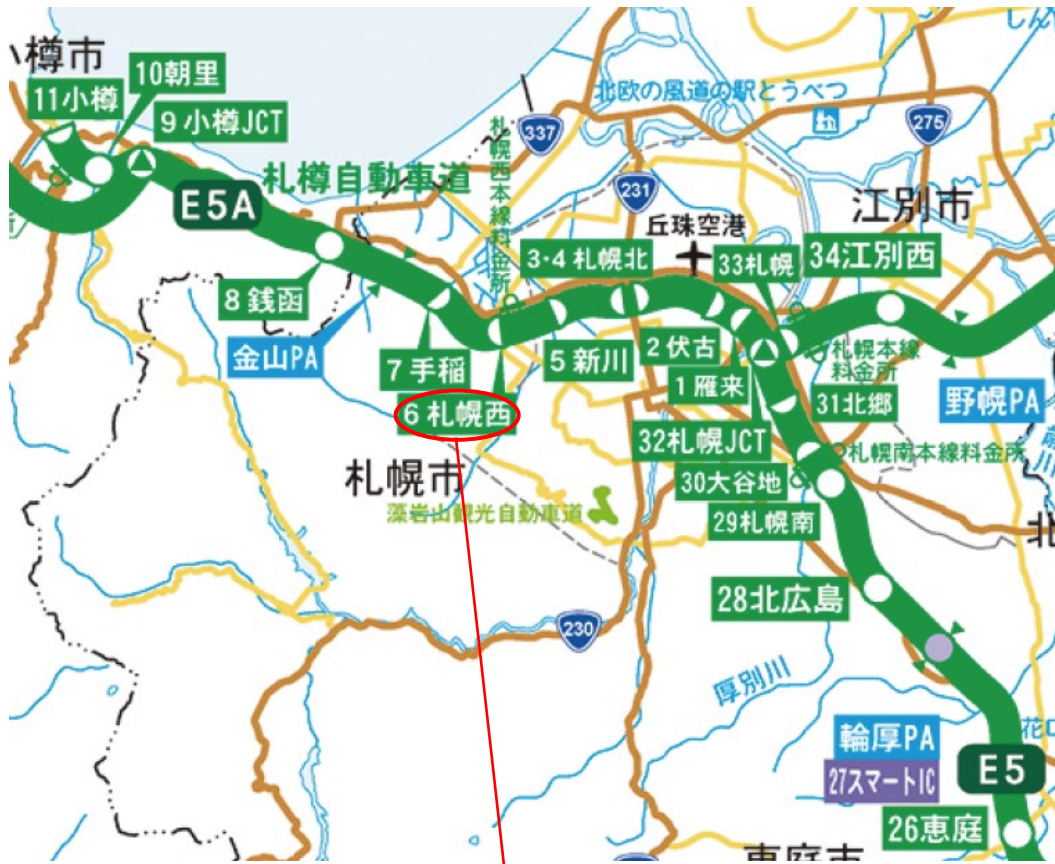 小樽市
10朝里
11小樽
9小樽JCT
札樽自動車道
E5A
札幌西本線料金所
337
北欧の風道の駅とうべつ
275
231
江別市
丘珠空港
3・4札幌北
33札幌
34江別西
8銭函
金山PA
7手稲
6札幌西
5新川
2伏古
1雁来
札幌本線
料金所
31北郷
野幌PA
32札幌JCT
札幌南本線料金所
30大谷地
29札幌南
札幌市
藻岩山観光自動車道
北
28北広島
230
厚別川
輪厚PA
27スマートIC
E5
26恵庭
恵庭市